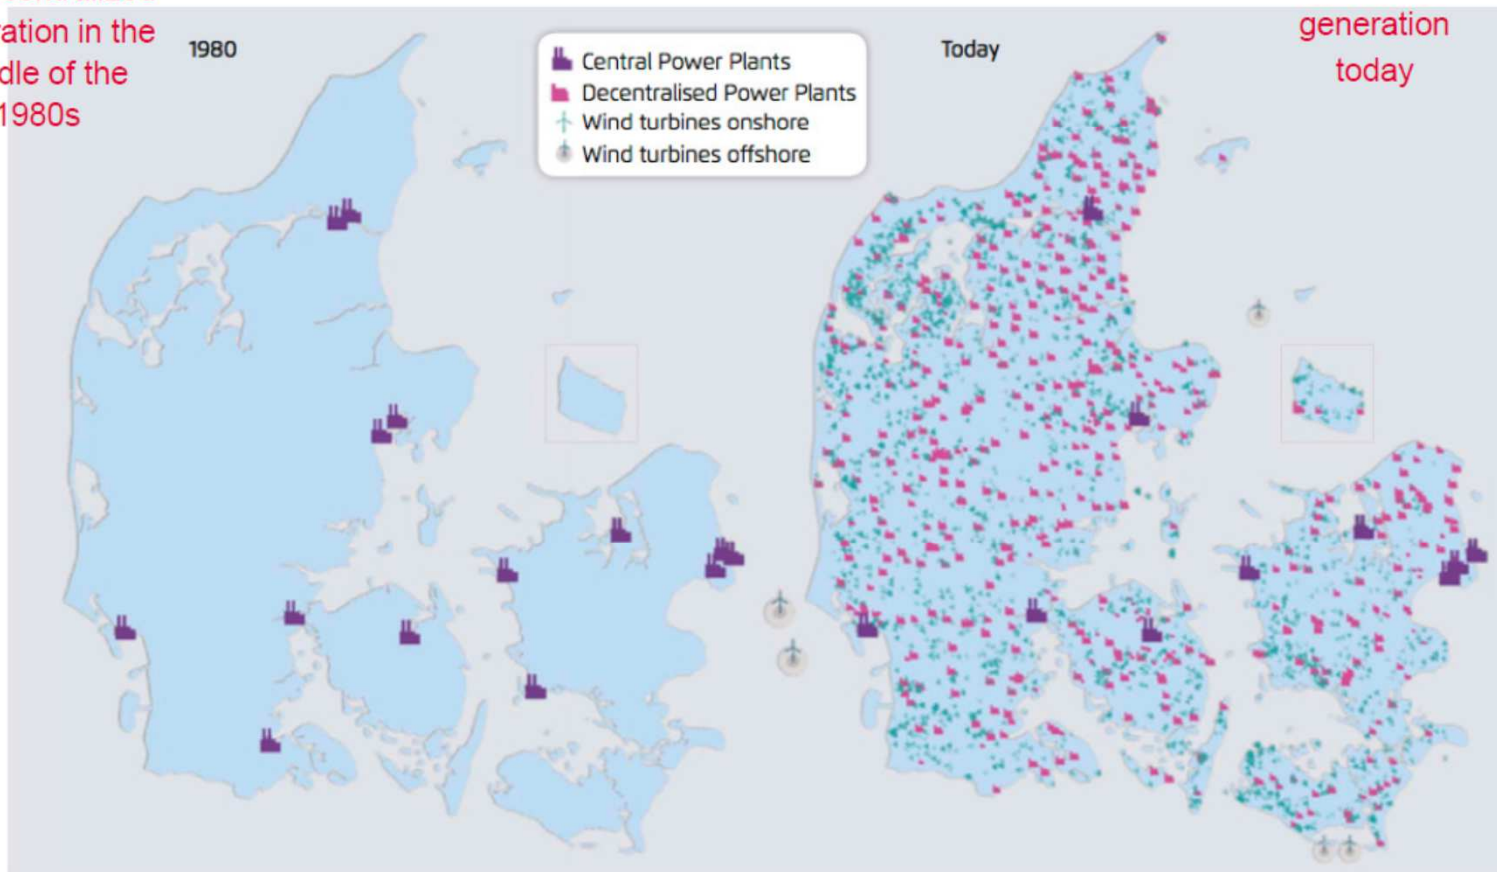 ration in the
dle of the
1980s
1980
Central Power Plants
Decentralised Power Plants
Wind turbines onshore
Wind turbines offshore
Today
generation
today